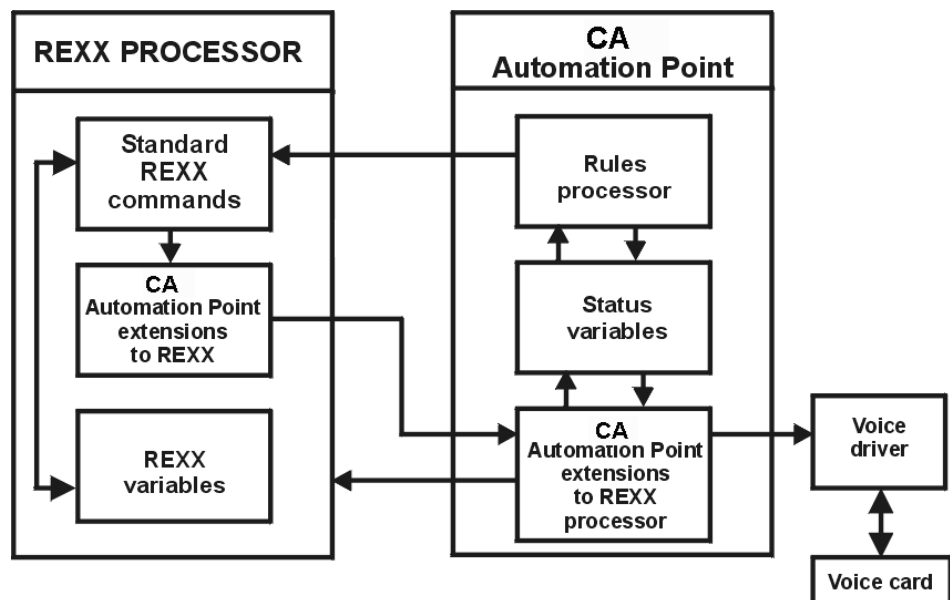 REXX PROCESSOR
Standard
REXX
commands
CA
Automation Point
extensions
to REXX
REXX
variables
CA
Automation Point
Rules
processor
Status
variables
CA
Automation Point
extensions
to REXX
processor
Voice
driver
Voice card